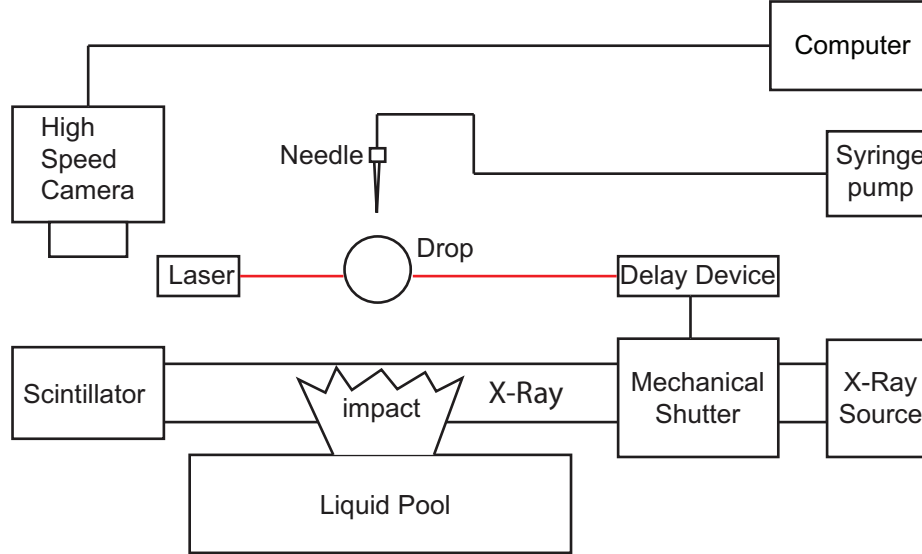 Computer
High
Speed
Camera
Needle
Syringe
pump
Drop
Laser
Delay Device
Scintillator
impact
X-Ray
Mechanical
Shutter
X-Ray
Source
Liquid Pool